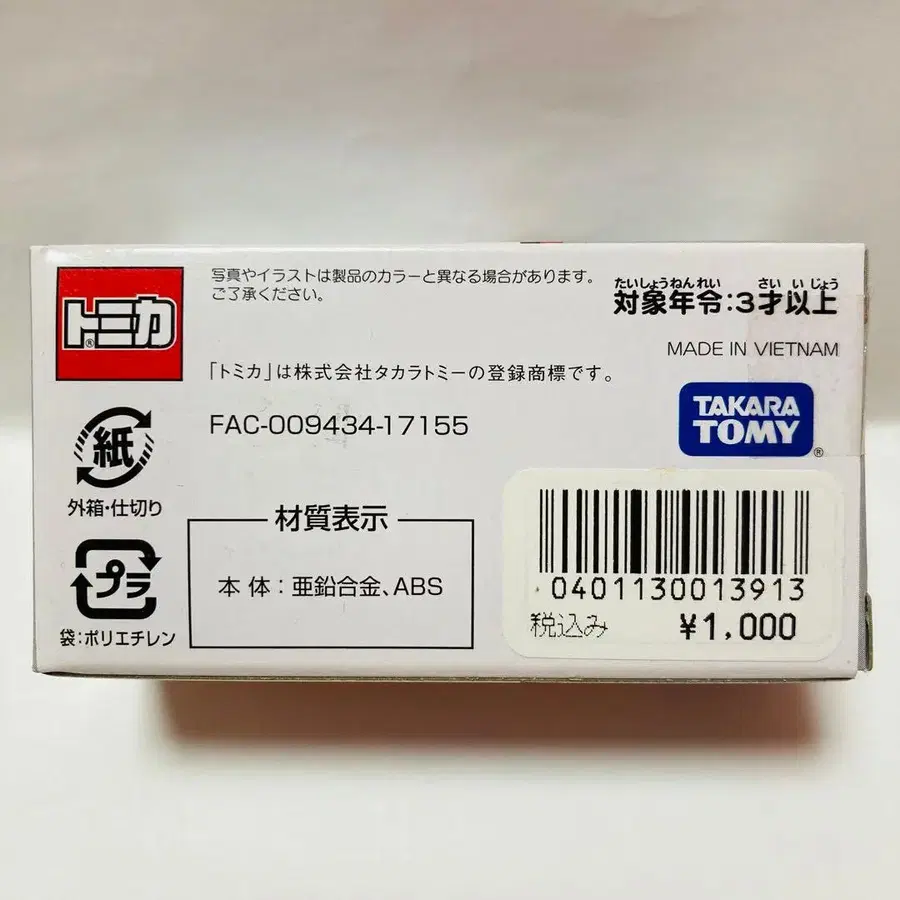 トミカ
®
写真やイラストは製品のカラーと異なる場合があります。
ご了承ください。
たいしょうねんれい さい いじょう
対象年令:3才以上
MADE IN VIETNAM
「トミカ」は株式会社タカラトミーの登録商標です。
FAC-009434-17155
TAKARA
TOMY
®
紙
外箱・仕切り
プラ
袋:ポリエチレン
材質表示
本体:亜鉛合金、ABS
0401130013913
税込み ¥1,000